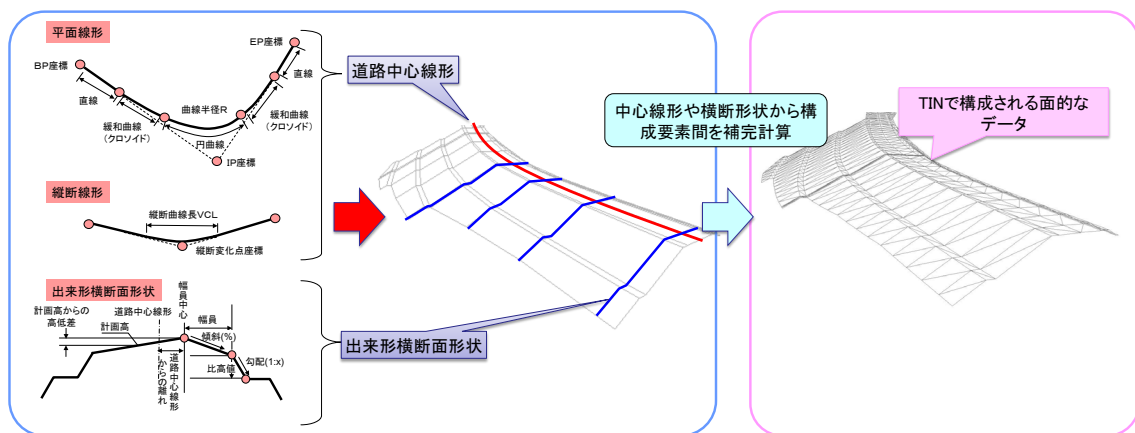 平面線形
BP座標
EP座標
直線
緩和曲線
(クロソイド)
曲線半径R
円曲線
IP座標
直線
緩和曲線
(クロソイド)
縦断線形
縦断曲線長VCL
縦断変化点座標
出来形横断面形状
計画高からの
高低差
計画高
道路中心線形
幅員中心
幅員
傾斜(%)
勾配(1:x)
比高値
道路中心線形
からの離れ
道路中心線形
出来形横断面形状
中心線形や横断形状から構
成要素間を補完計算
TINで構成される面的な
データ